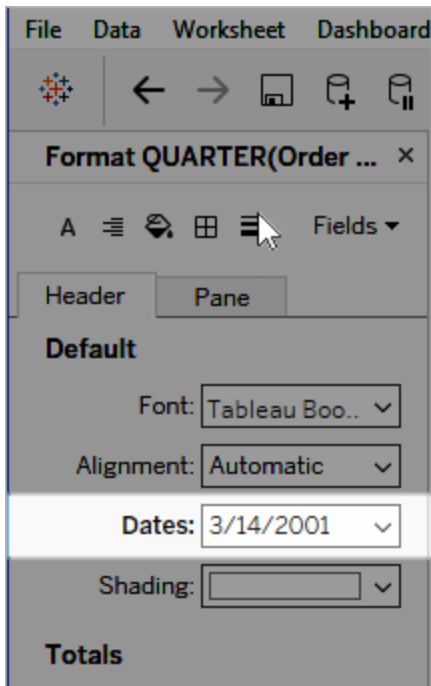 File Data Worksheet Dashboard
Format QUARTER(Order ... ×
A Fields
Header Pane
Default
Font: Tableau Boo..
Alignment: Automatic
Dates: 3/14/2001
Shading:
Totals